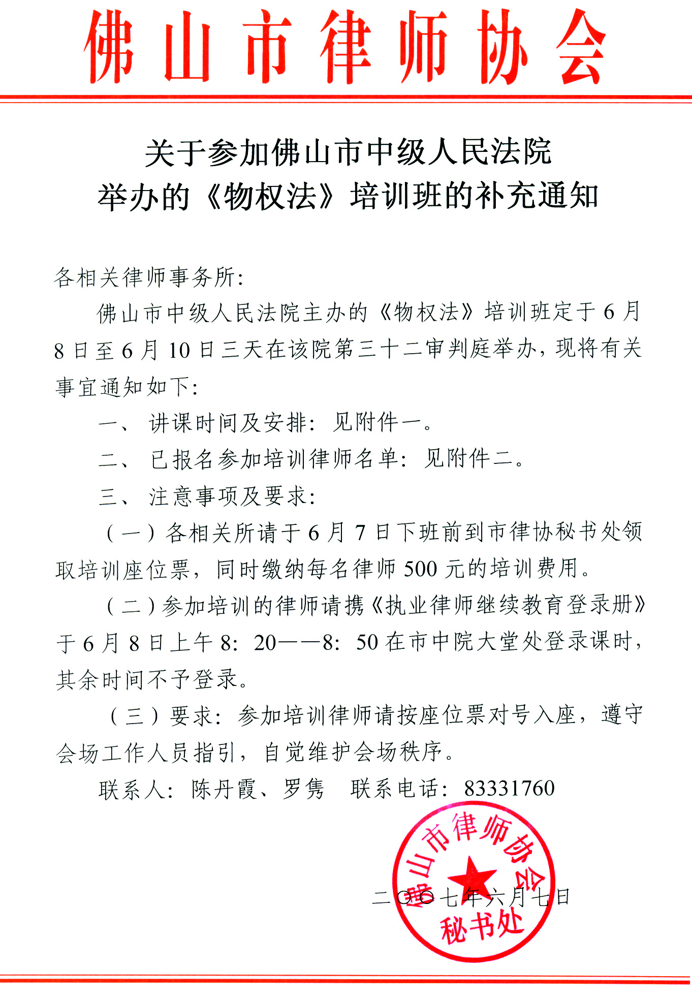 佛山市律师协会
关于参加佛山市中级人民法院
举办的《物权法》培训班的补充通知
各相关律师事务所：
佛山市中级人民法院主办的《物权法》培训班定于 6 月
8 日至 6 月 10 日三天在该院第三十二审判庭举办，现将有关
事宜通知如下：
一、 讲课时间及安排： 见附件一。
二、 已报名参加培训律师名单： 见附件二。
三、 注意事项及要求：
（一）各相关所请于 6 月 7 日下班前到市律协秘书处领
取培训座位票，同时缴纳每名律师 500 元的培训费用。
（二）参加培训的律师请携《执业律师继续教育登录册》
于 6 月 8 日上午 8：20——8：50 在市中院大堂处登录课时，
其余时间不予登录。
（三）要求：参加培训律师请按座位票对号入座，遵守
会场工作人员指引，自觉维护会场秩序。
联系人：陈丹霞、罗隽 联系电话：83331760
佛山市律师协会
二〇〇七年六月七日
秘书处